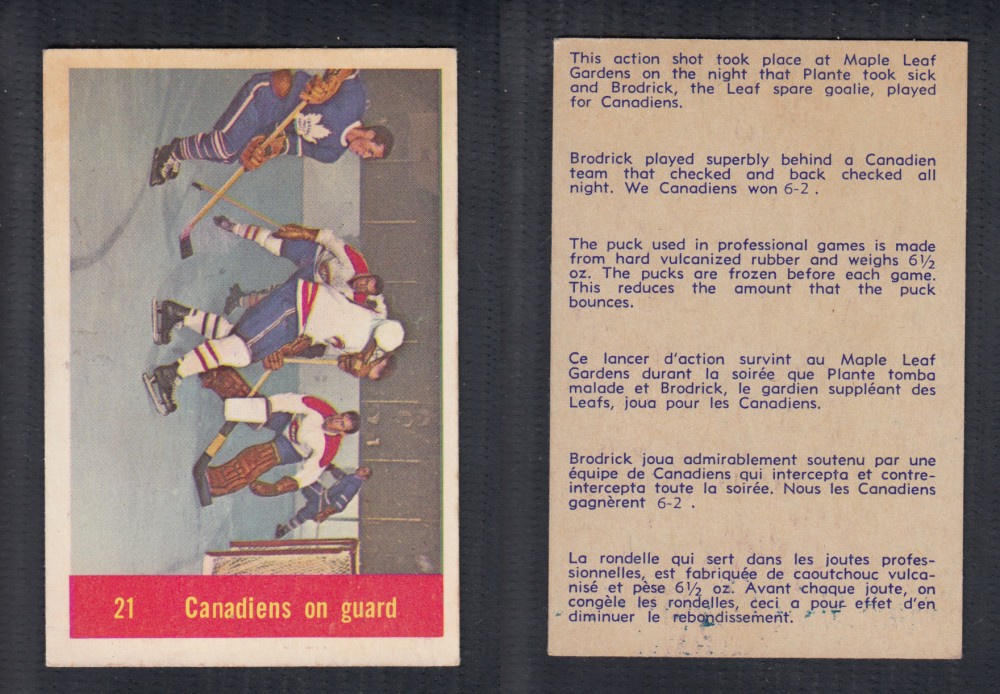 21 Canadiens on guard
This action shot took place at Maple Leaf
Gardens on the night that Plante took sick
and Brodrick, the Leaf spare goalie, played
for Canadiens.
Brodrick played superbly behind a Canadien
team that checked and back checked all
night. We Canadiens won 6-2 .
The puck used in professional games is made
from hard vulcanized rubber and weighs 6½
oz. The pucks are frozen before each game.
This reduces the amount that the puck
bounces.
Ce lancer d'action survint au Maple Leaf
Gardens durant la soirée que Plante tomba
malade et Brodrick, le gardien suppléant des
Leafs, joua pour les Canadiens.
Brodrick joua admirablement soutenu par une
équipe de Canadiens qui intercepta et contre-
intercepta toute la soirée. Nous les Canadiens
gagnèrent 6-2 .
La rondelle qui sert dans les joutes profes-
sionnelles, est fabriquée de caoutchouc vulca-
nisé et pèse 6½ oz. Avant chaque joute, on
congèle les rondelles, ceci a pour effet d'en
diminuer le rebondissement.